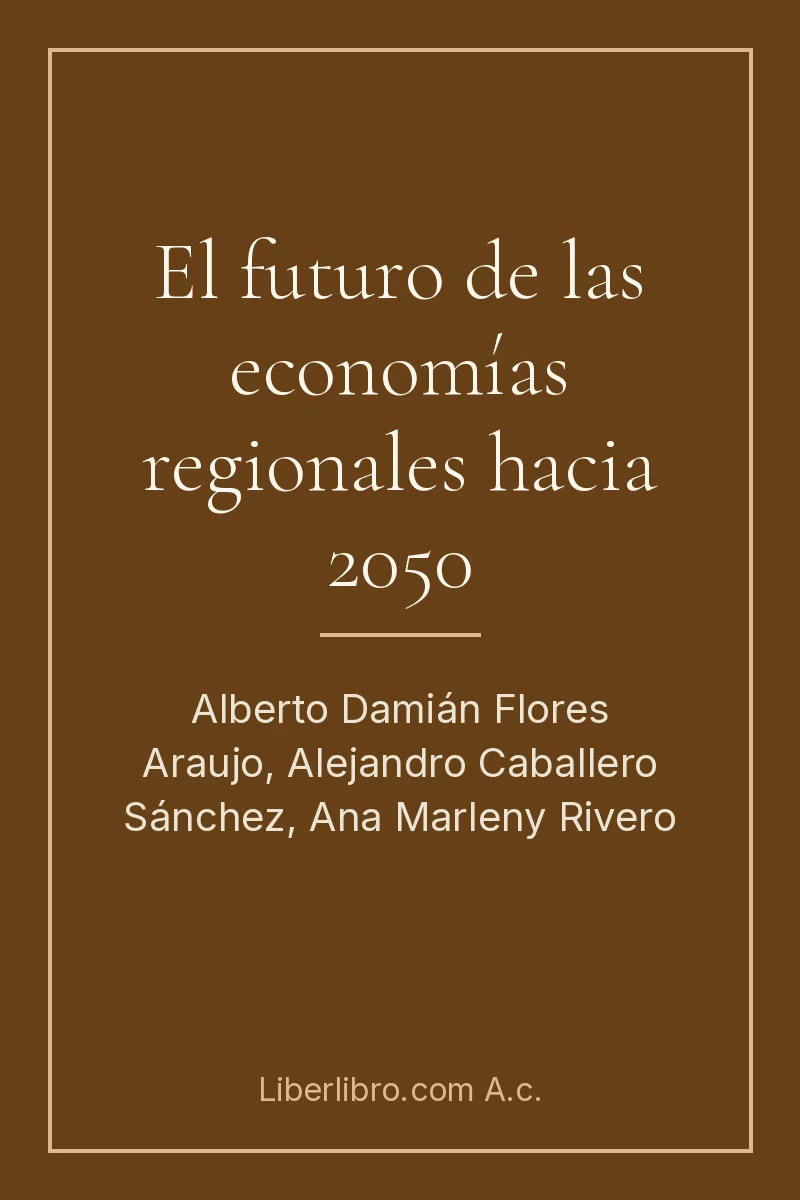 El futuro de las
economías
regionales hacia
2050
Alberto Damián Flores
Araujo, Alejandro Caballero
Sánchez, Ana Marleny Rivero
Liberlibro.com A.c.